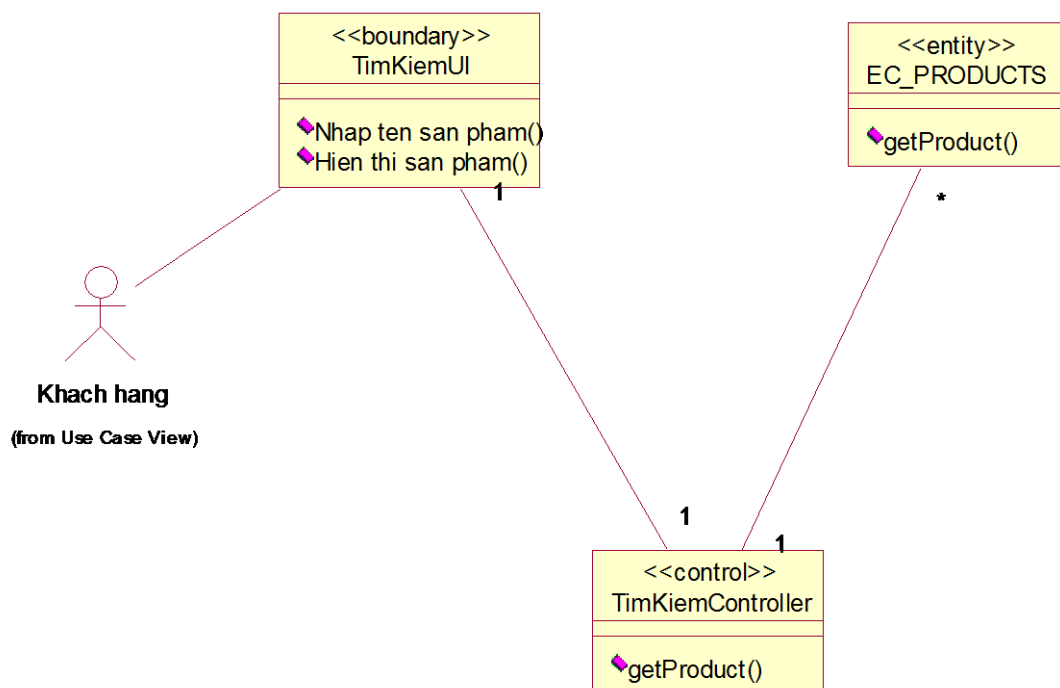 <<boundary>>
TimKiemUI
Nhap ten san pham()
Hien thi san pham()
1
<<entity>>
EC_PRODUCTS
getProduct()
*
Khach hang
(from Use Case View)
1
1
<<control>>
TimKiemController
getProduct()